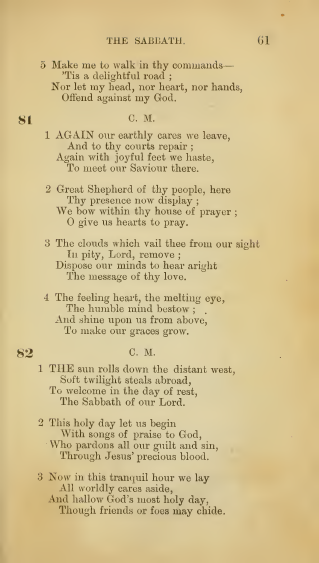 THE SABBATH. 61
5 Make me to walk in thy commands—
'Tis a delightful road ;
Nor let my head, nor heart, nor hands,
Offend against my God.
81 C. M.
1 AGAIN our earthly cares we leave,
And to thy courts repair ;
Again with joyful feet we haste,
To meet our Saviour there.
2 Great Shepherd of thy people, here
Thy presence now display ;
We bow within thy house of prayer ;
O give us hearts to pray.
3 The clouds which vail thee from our sight
In pity, Lord, remove ;
Dispose our minds to hear aright
The message of thy love.
4 The feeling heart, the melting eye,
The humble mind bestow ;
And shine upon us from above,
To make our graces grow.
82 C. M.
1 THE sun rolls down the distant west,
Soft twilight steals abroad,
To welcome in the day of rest,
The Sabbath of our Lord.
2 This holy day let us begin
With songs of praise to God,
Who pardons all our guilt and sin,
Through Jesus' precious blood.
3 Now in this tranquil hour we lay
All worldly cares aside,
And hallow God's most holy day,
Though friends or foes may chide.